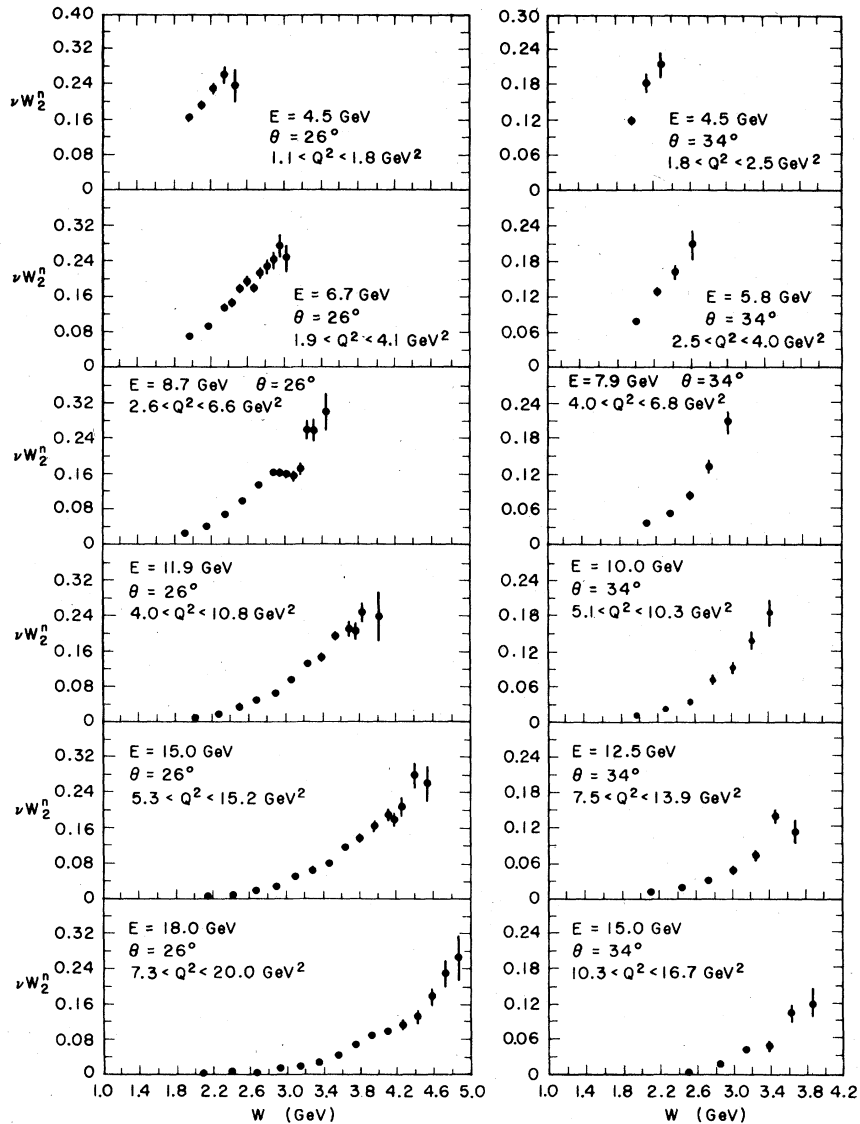 0.40
0.32
0.24
0.16
0.08
0
νW₂ⁿ
E = 4.5 GeV
θ = 26°
1.1 < Q² < 1.8 GeV²
0.30
0.24
0.18
0.12
0.06
0
E = 4.5 GeV
θ = 34°
1.8 < Q² < 2.5 GeV²
0.32
0.24
0.16
0.08
0
νW₂ⁿ
E = 6.7 GeV
θ = 26°
1.9 < Q² < 4.1 GeV²
0.24
0.18
0.12
0.06
0
E = 5.8 GeV
θ = 34°
2.5 < Q² < 4.0 GeV²
0.32
0.24
0.16
0.08
0
νW₂ⁿ
E = 8.7 GeV θ = 26°
2.6 < Q² < 6.6 GeV²
0.24
0.18
0.12
0.06
0
E = 7.9 GeV θ = 34°
4.0 < Q² < 6.8 GeV²
0.32
0.24
0.16
0.08
0
νW₂ⁿ
E = 11.9 GeV
θ = 26°
4.0 < Q² < 10.8 GeV²
0.24
0.18
0.12
0.06
0
E = 10.0 GeV
θ = 34°
5.1 < Q² < 10.3 GeV²
0.32
0.24
0.16
0.08
0
νW₂ⁿ
E = 15.0 GeV
θ = 26°
5.3 < Q² < 15.2 GeV²
0.24
0.18
0.12
0.06
0
E = 12.5 GeV
θ = 34°
7.5 < Q² < 13.9 GeV²
0.32
0.24
0.16
0.08
0
νW₂ⁿ
E = 18.0 GeV
θ = 26°
7.3 < Q² < 20.0 GeV²
1.0 1.4 1.8 2.2 2.6 3.0 3.4 3.8 4.2 4.6 5.0
W (GeV)
0.24
0.18
0.12
0.06
0
E = 15.0 GeV
θ = 34°
10.3 < Q² < 16.7 GeV²
1.0 1.4 1.8 2.2 2.6 3.0 3.4 3.8 4.2
W (GeV)